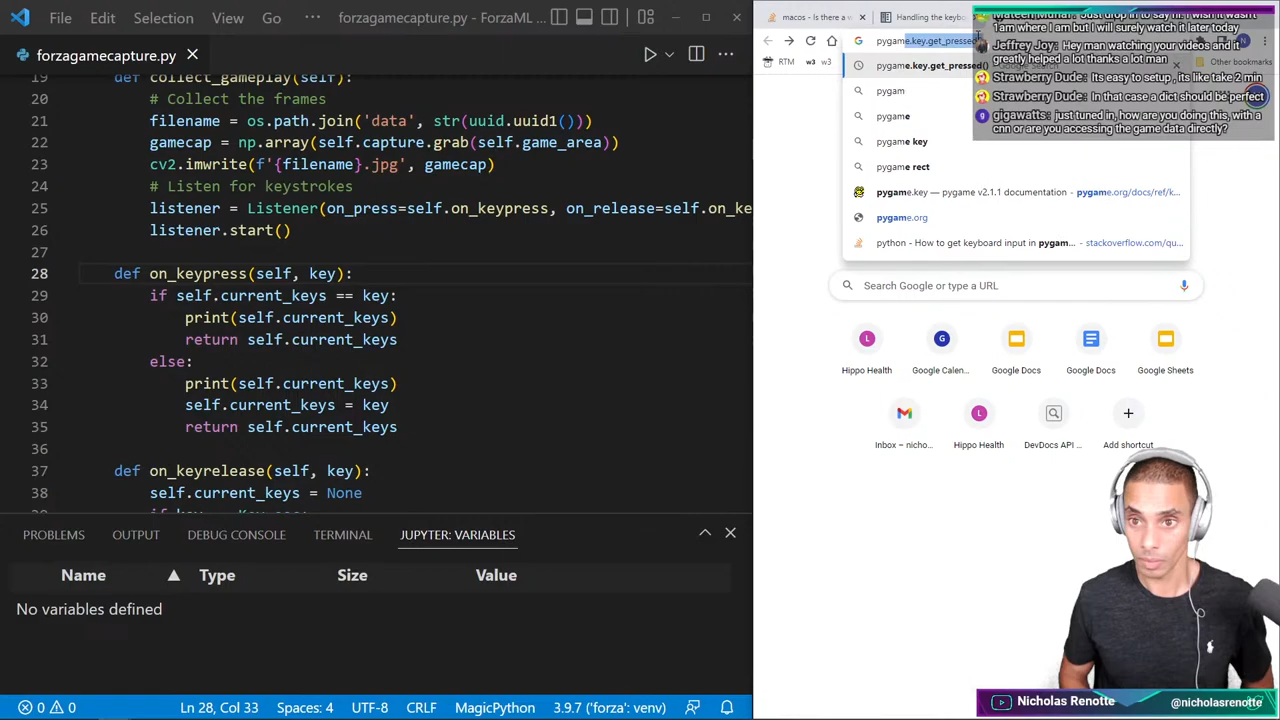 File Edit Selection View Go ··· forzagamecapture.py - forzaML...
forzagamecapture.py
19 def collect_gameplay(self):
20 # Collect the frames
21 filename = os.path.join('data', str(uuid.uuid1()))
22 gamecap = np.array(self.capture.grab(self.game_area))
23 cv2.imwrite(f'{filename}.jpg', gamecap)
24 # Listen for keystrokes
25 listener = Listener(on_press=self.on_keypress, on_release=self.on_ke
26 listener.start()
27
28 def on_keypress(self, key):
29 if self.current_keys == key:
30 print(self.current_keys)
31 return self.current_keys
32 else:
33 print(self.current_keys)
34 self.current_keys = key
35 return self.current_keys
36
37 def on_keyrelease(self, key):
38 self.current_keys = None
39
PROBLEMS OUTPUT DEBUG CONSOLE TERMINAL JUPYTER: VARIABLES
Name Type Size Value
No variables defined
0 0 Ln 28, Col 33 Spaces: 4 UTF-8 CRLF MagicPython 3.9.7 ('forza': venv)
macos - Is there a w
Handling the keybo
pygame.key.get_pressed
RTM w3 w3 Other bookmarks
pygame.key.get_pressed()
pygam
pygame
pygame key
pygame rect
pygame.key — pygame v2.1.1 documentation - pygame.org/docs/ref/k...
pygame.org
python - How to get keyboard input in pygam... - stackoverflow.com/qu...
Search Google or type a URL
Hippo Health Google Calen... Google Docs Google Docs Google Sheets
Inbox – nicho... Hippo Health DevDocs API ... Add shortcut
1am where I am but I will surely watch it later today
Jeffrey Joy: Hey man watching your videos and it
greatly helped a lot thanks a lot man
Strawberry Dude: Its easy to setup , its like take 2 min
Strawberry Dude: In that case a dict should be perfect
gigawatts: just tuned in, how are you doing this, with a
cnn or are you accessing the game data directly?
Nicholas Renotte @nicholasrenotte